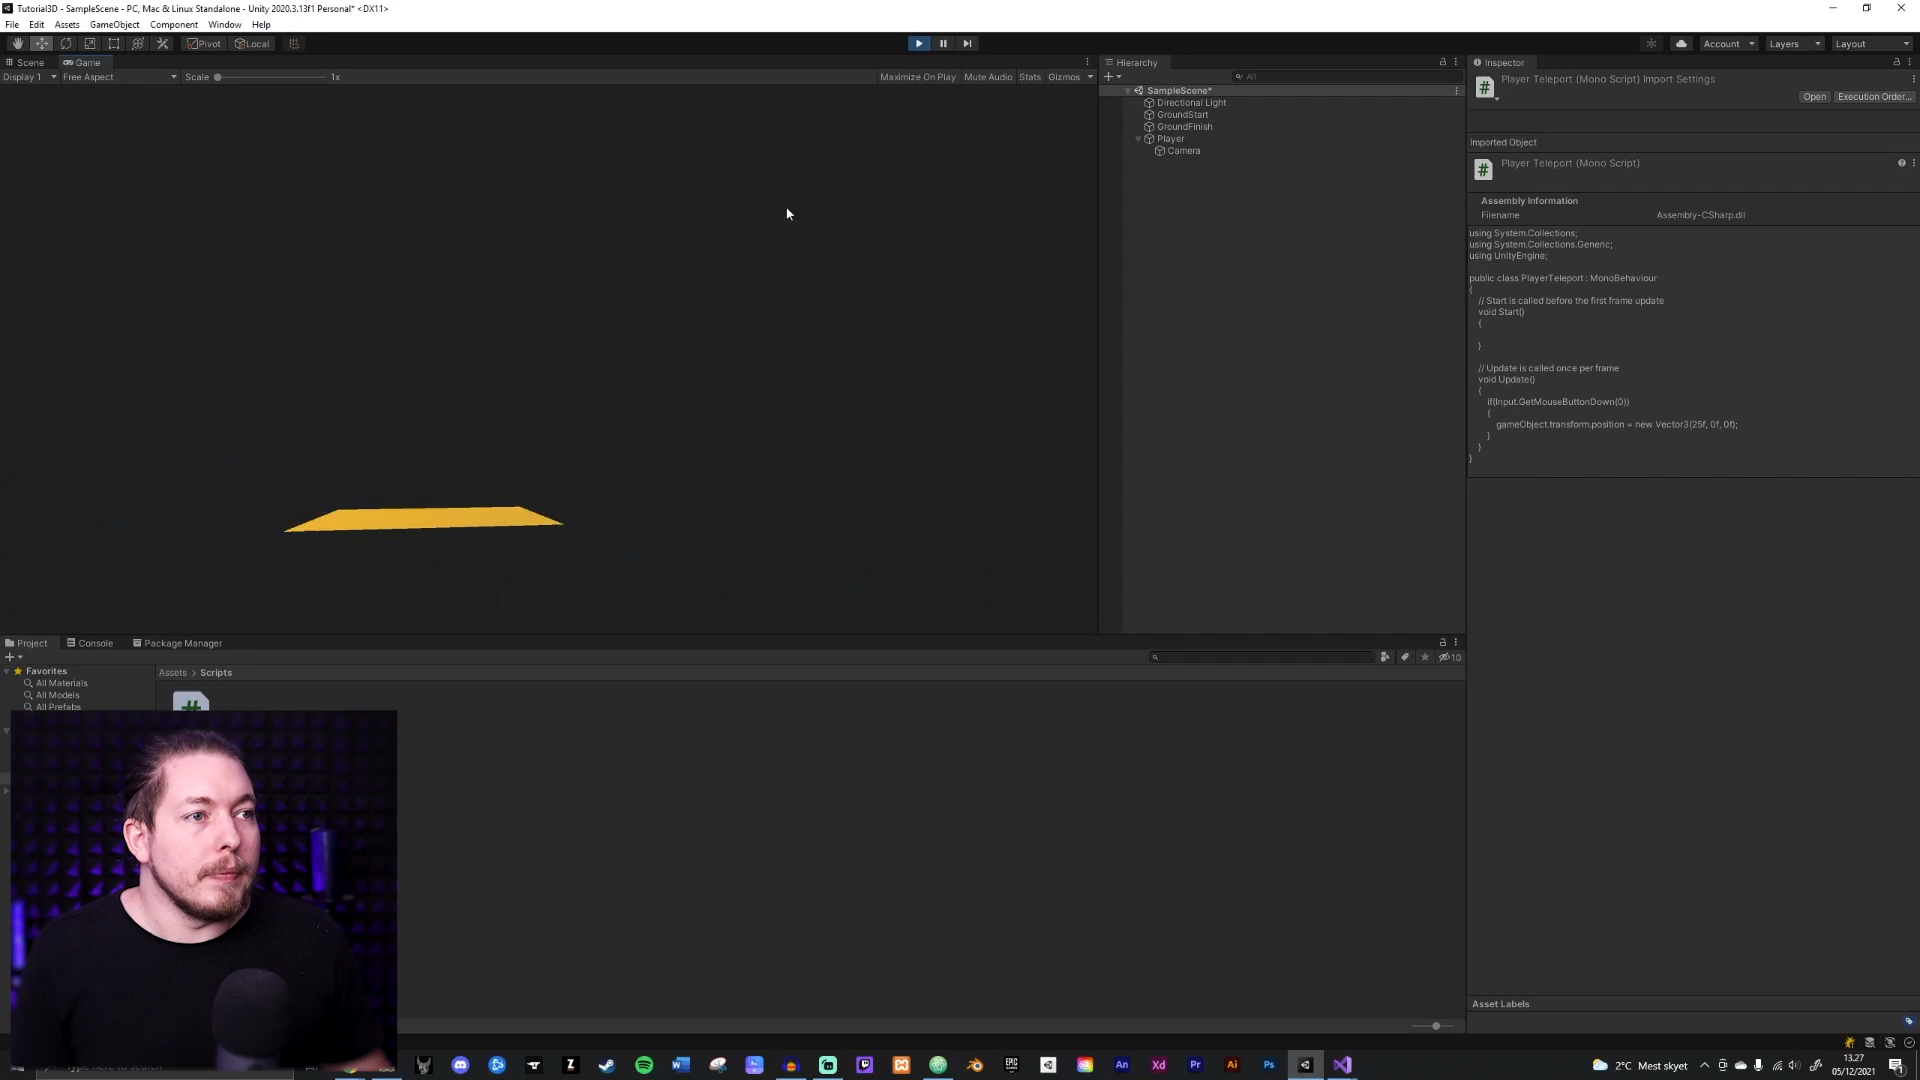 Tutorial3D - SampleScene - PC, Mac & Linux Standalone - Unity 2020.3.13f1 Personal* <DX11>
File Edit Assets GameObject Component Window Help
Pivot Local Account Layers Layout
Scene Game Hierarchy Inspector
Display 1 Free Aspect Scale 1x Maximize On Play Mute Audio Stats Gizmos All
Player Teleport (Mono Script) Import Settings
Open Execution Order...
SampleScene*
Directional Light
GroundStart
GroundFinish
Player
Camera
Imported Object
Player Teleport (Mono Script)
Assembly Information
Filename Assembly-CSharp.dll
using System.Collections;
using System.Collections.Generic;
using UnityEngine;
public class PlayerTeleport : MonoBehaviour
{
// Start is called before the first frame update
void Start()
{
}
// Update is called once per frame
void Update()
{
if(Input.GetMouseButtonDown(0))
{
gameObject.transform.position = new Vector3(25f, 0f, 0f);
}
}
}
Project Console Package Manager
10
Favorites
All Materials
All Models
All Prefabs
Assets > Scripts
Asset Labels
2°C Mest skyet
13.27
05/12/2021